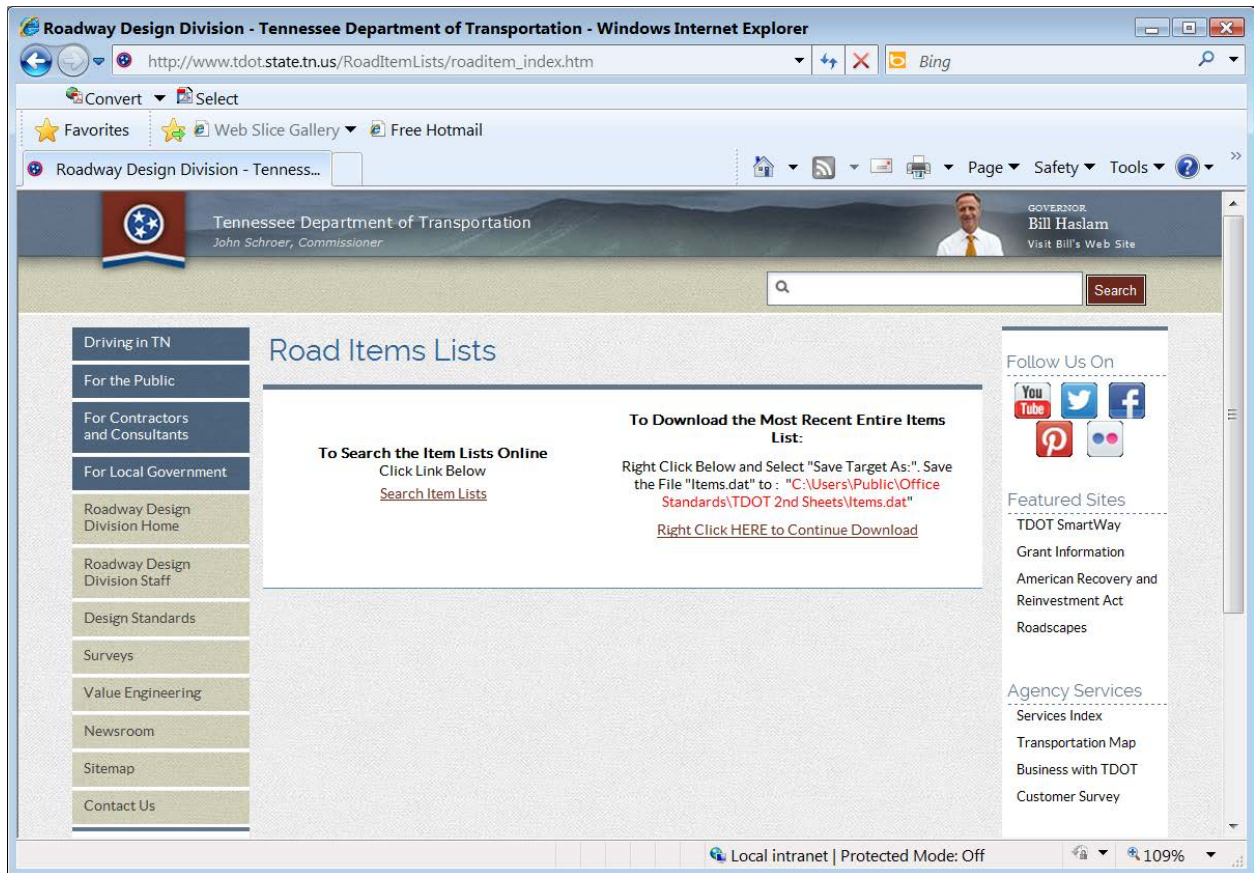 Roadway Design Division - Tennessee Department of Transportation - Windows Internet Explorer
http://www.tdot.state.tn.us/RoadItemLists/roaditem_index.htm
Bing
Convert Select
Favorites Web Slice Gallery Free Hotmail
Roadway Design Division - Tenness...
Page Safety Tools
Tennessee Department of Transportation
John Schroer, Commissioner
GOVERNOR
Bill Haslam
Visit Bill's Web Site
Search
Driving in TN
For the Public
For Contractors
and Consultants
For Local Government
Roadway Design
Division Home
Roadway Design
Division Staff
Design Standards
Surveys
Value Engineering
Newsroom
Sitemap
Contact Us
Road Items Lists
To Search the Item Lists Online
Click Link Below
Search Item Lists
To Download the Most Recent Entire Items
List:
Right Click Below and Select "Save Target As:". Save
the File "Items.dat" to : "C:\Users\Public\Office
Standards\TDOT 2nd Sheets\Items.dat"
Right Click HERE to Continue Download
Follow Us On
You
Tube
Featured Sites
TDOT SmartWay
Grant Information
American Recovery and
Reinvestment Act
Roadscapes
Agency Services
Services Index
Transportation Map
Business with TDOT
Customer Survey
Local intranet | Protected Mode: Off
109%